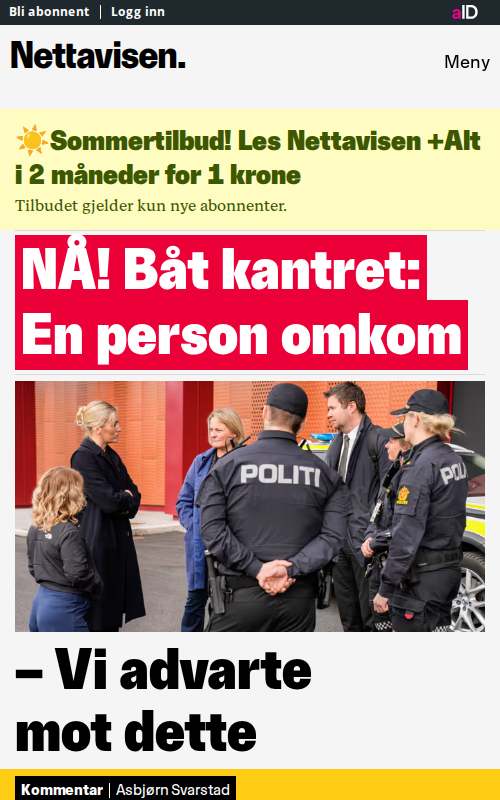 Bli abonnent | Logg inn
aID
Nettavisen.
Meny
☀️Sommertilbud! Les Nettavisen +Alt
i 2 måneder for 1 krone
Tilbudet gjelder kun nye abonnenter.
NÅ! Båt kantret:
En person omkom
POLITI
POLI
– Vi advarte
mot dette
Kommentar | Asbjørn Svarstad